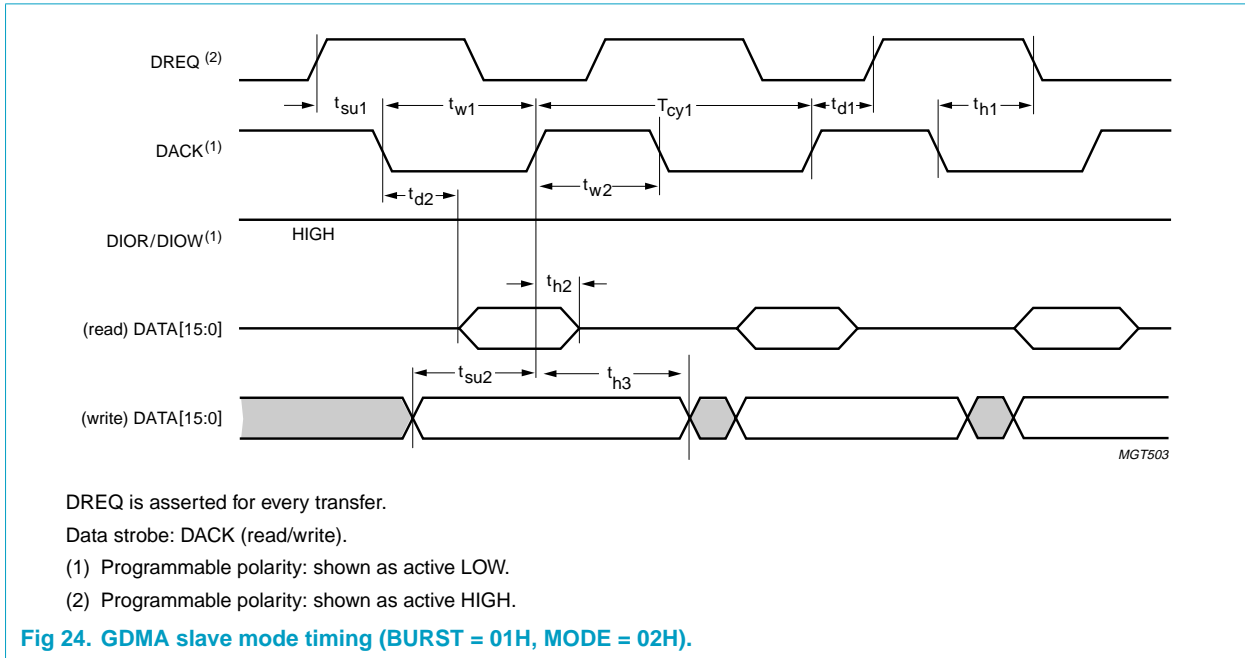 DREQ (2)
tsu1
tw1
Tcy1
td1
th1
DACK(1)
td2
tw2
DIOR/DIOW(1)
HIGH
th2
(read) DATA[15:0]
tsu2
th3
(write) DATA[15:0]
MGT503
DREQ is asserted for every transfer.
Data strobe: DACK (read/write).
(1) Programmable polarity: shown as active LOW.
(2) Programmable polarity: shown as active HIGH.
Fig 24. GDMA slave mode timing (BURST = 01H, MODE = 02H).